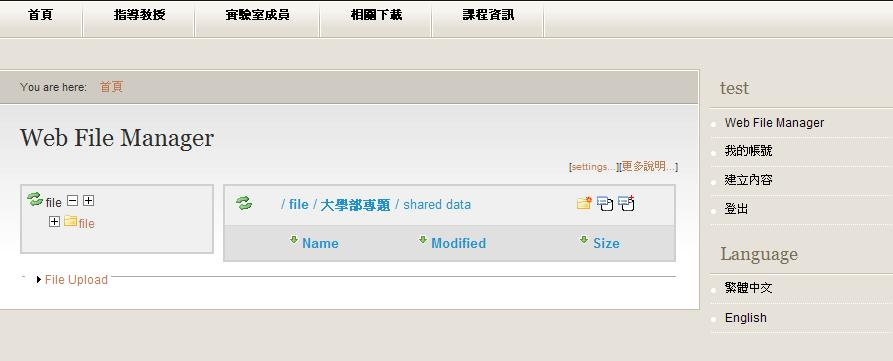 首頁 指導教授 實驗室成員 相關下載 課程資訊
You are here: 首頁
Web File Manager
[settings...][更多說明...]
file
file
/ file / 大學部專題 / shared data
Name Modified Size
File Upload
test
Web File Manager
我的帳號
建立內容
登出
Language
繁體中文
English